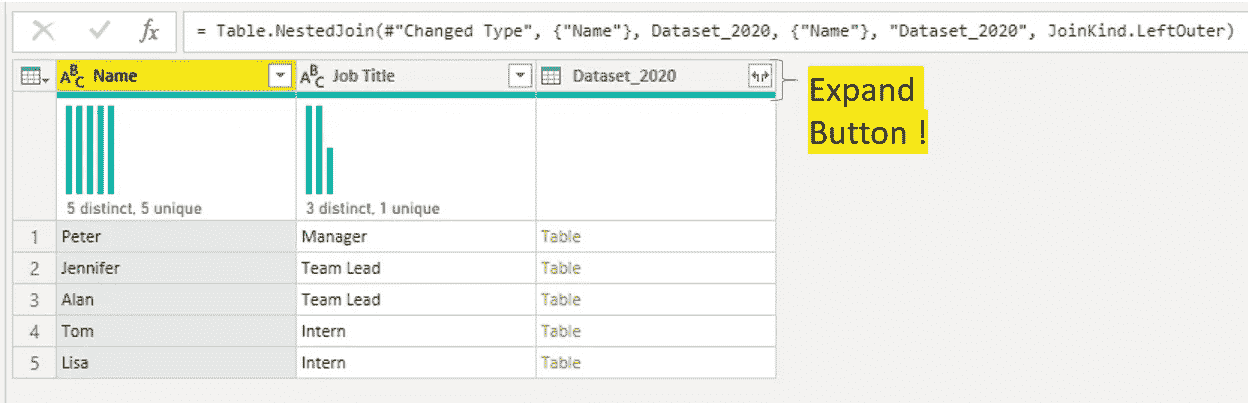 fx = Table.NestedJoin(#"Changed Type", {"Name"}, Dataset_2020, {"Name"}, "Dataset_2020", JoinKind.LeftOuter)
ABC Name ABC Job Title Dataset_2020
Expand
Button !
5 distinct, 5 unique 3 distinct, 1 unique
1 Peter Manager Table
2 Jennifer Team Lead Table
3 Alan Team Lead Table
4 Tom Intern Table
5 Lisa Intern Table